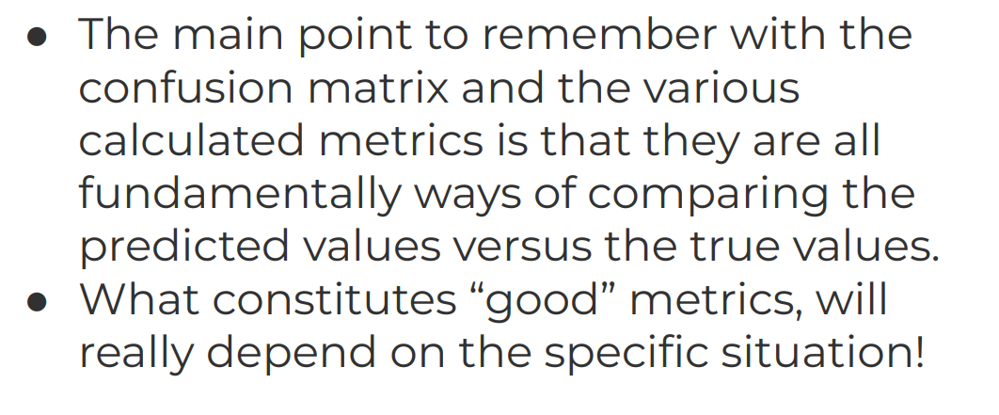 ● The main point to remember with the
confusion matrix and the various
calculated metrics is that they are all
fundamentally ways of comparing the
predicted values versus the true values.
● What constitutes “good” metrics, will
really depend on the specific situation!